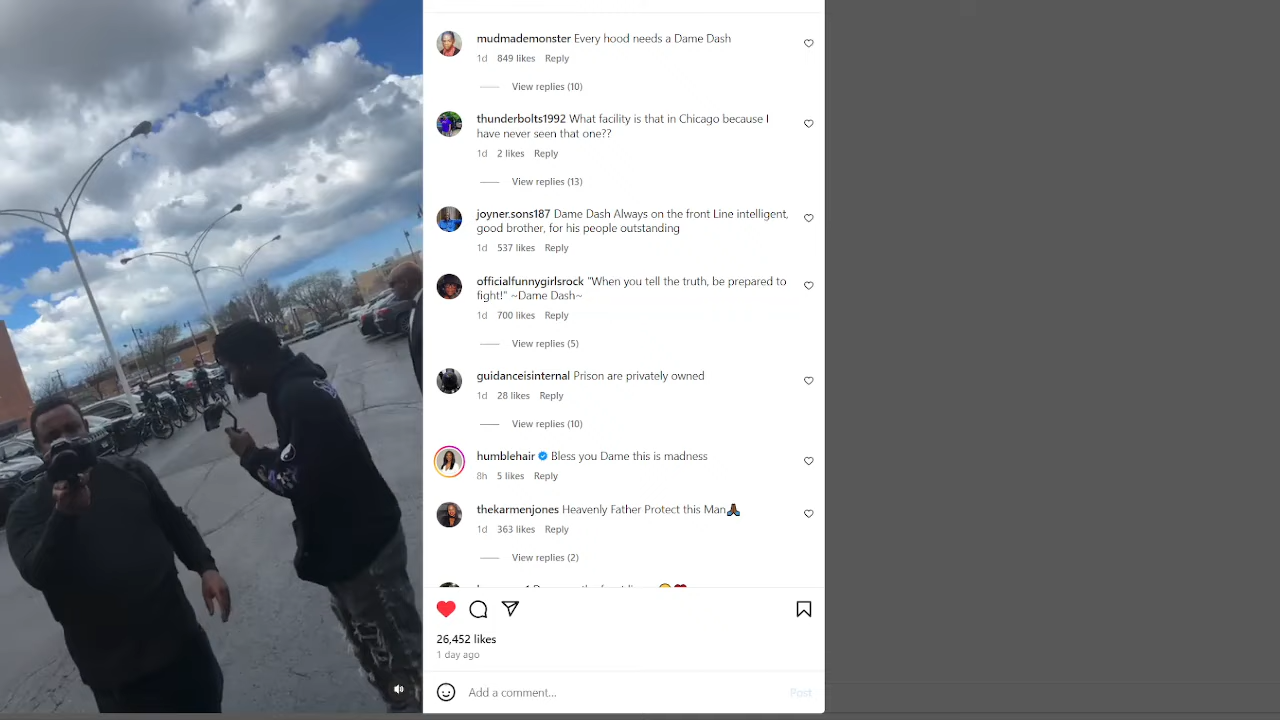 mudmademonster Every hood needs a Dame Dash
1d 849 likes Reply
View replies (10)
thunderbolts1992 What facility is that in Chicago because I
have never seen that one??
1d 2 likes Reply
View replies (13)
joyner.sons187 Dame Dash Always on the front Line intelligent,
good brother, for his people outstanding
1d 537 likes Reply
officialfunnygirlsrock "When you tell the truth, be prepared to
fight!" ~Dame Dash~
1d 700 likes Reply
View replies (5)
guidanceisinternal Prison are privately owned
1d 28 likes Reply
View replies (10)
humblehair Bless you Dame this is madness
8h 5 likes Reply
thekarmenjones Heavenly Father Protect this Man🙏🏾
1d 363 likes Reply
View replies (2)
26,452 likes
1 day ago
Add a comment...
Post